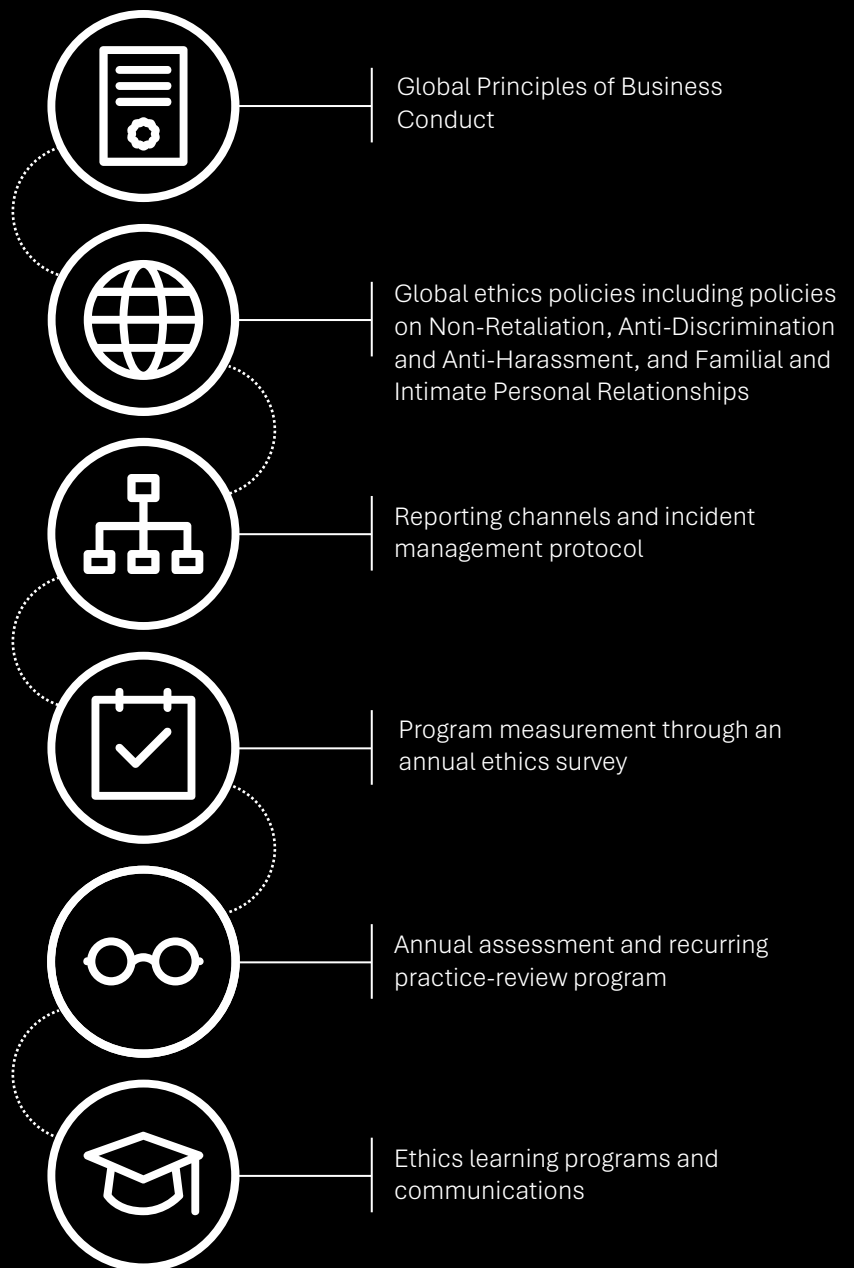 Global Principles of Business
Conduct
Global ethics policies including policies
on Non-Retaliation, Anti-Discrimination
and Anti-Harassment, and Familial and
Intimate Personal Relationships
Reporting channels and incident
management protocol
Program measurement through an
annual ethics survey
Annual assessment and recurring
practice-review program
Ethics learning programs and
communications